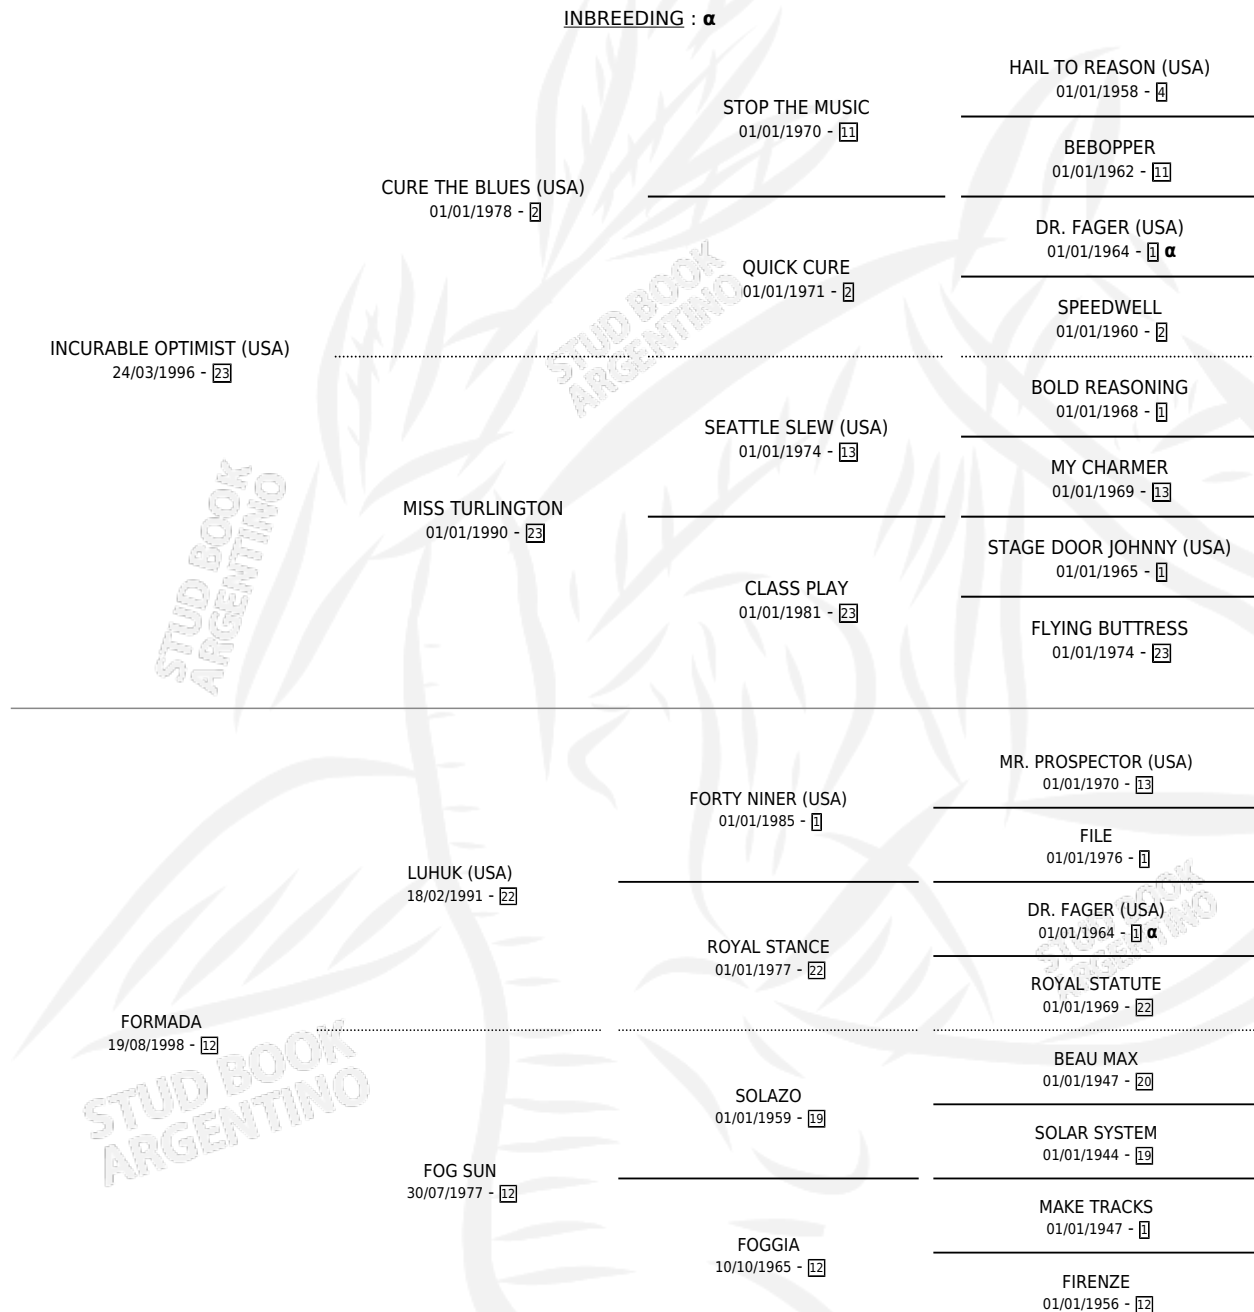 INBREEDING : α
HAIL TO REASON (USA)
01/01/1958 - 4
STOP THE MUSIC
01/01/1970 - 11
BEBOPPER
01/01/1962 - 11
CURE THE BLUES (USA)
01/01/1978 - 2
DR. FAGER (USA)
01/01/1964 - 1 α
QUICK CURE
01/01/1971 - 2
SPEEDWELL
01/01/1960 - 2
INCURABLE OPTIMIST (USA)
24/03/1996 - 23
BOLD REASONING
01/01/1968 - 1
SEATTLE SLEW (USA)
01/01/1974 - 13
MY CHARMER
01/01/1969 - 13
MISS TURLINGTON
01/01/1990 - 23
STAGE DOOR JOHNNY (USA)
01/01/1965 - 1
CLASS PLAY
01/01/1981 - 23
FLYING BUTTRESS
01/01/1974 - 23
MR. PROSPECTOR (USA)
01/01/1970 - 13
FORTY NINER (USA)
01/01/1985 - 1
FILE
01/01/1976 - 1
LUHUK (USA)
18/02/1991 - 22
DR. FAGER (USA)
01/01/1964 - 1 α
ROYAL STANCE
01/01/1977 - 22
ROYAL STATUTE
01/01/1969 - 22
FORMADA
19/08/1998 - 12
BEAU MAX
01/01/1947 - 20
SOLAZO
01/01/1959 - 19
SOLAR SYSTEM
01/01/1944 - 19
FOG SUN
30/07/1977 - 12
MAKE TRACKS
01/01/1947 - 1
FOGGIA
10/10/1965 - 12
FIRENZE
01/01/1956 - 12
STUD BOOK
ARGENTINO
STUD BOOK
ARGENTINO
STUD BOOK
ARGENTINO
STUD BOOK
ARGENTINO